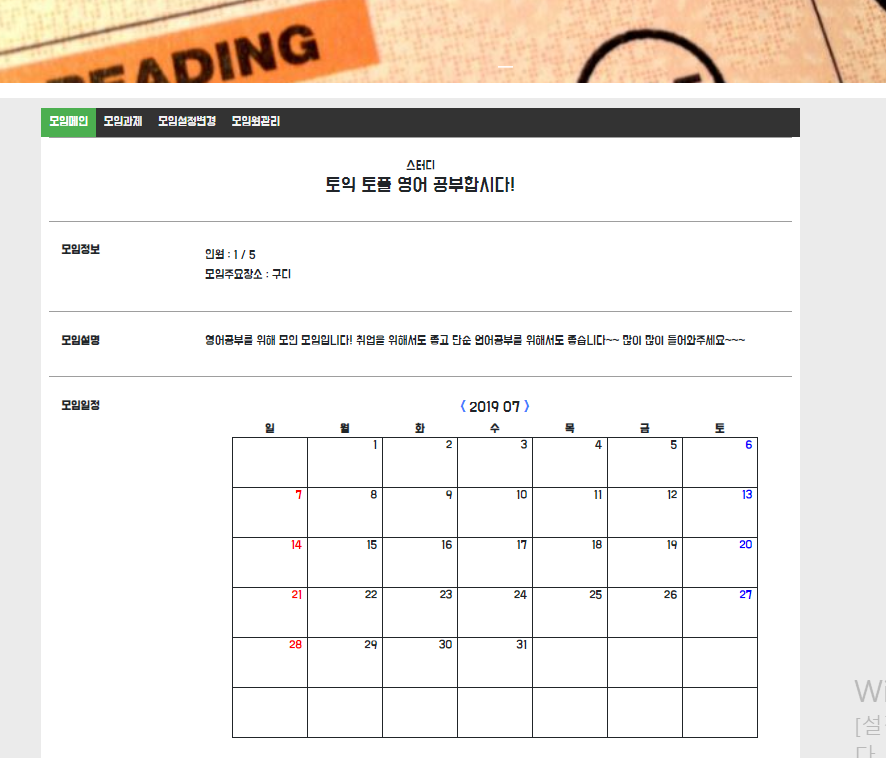 READING
모임메인 모임과제 모임설정변경 모임원관리
스터디
토익 토플 영어 공부합시다!
모임정보
인원 : 1 / 5
모임주요장소 : 구디
모임설명 영어공부를 위해 모인 모임입니다! 취업을 위해서도 좋고 단순 언어공부를 위해서도 좋습니다~~ 많이 많이 들어와주세요~~~
모임일정
〈 2019 07 〉
일 월 화 수 목 금 토
1 2 3 4 5 6
7 8 9 10 11 12 13
14 15 16 17 18 19 20
21 22 23 24 25 26 27
28 29 30 31